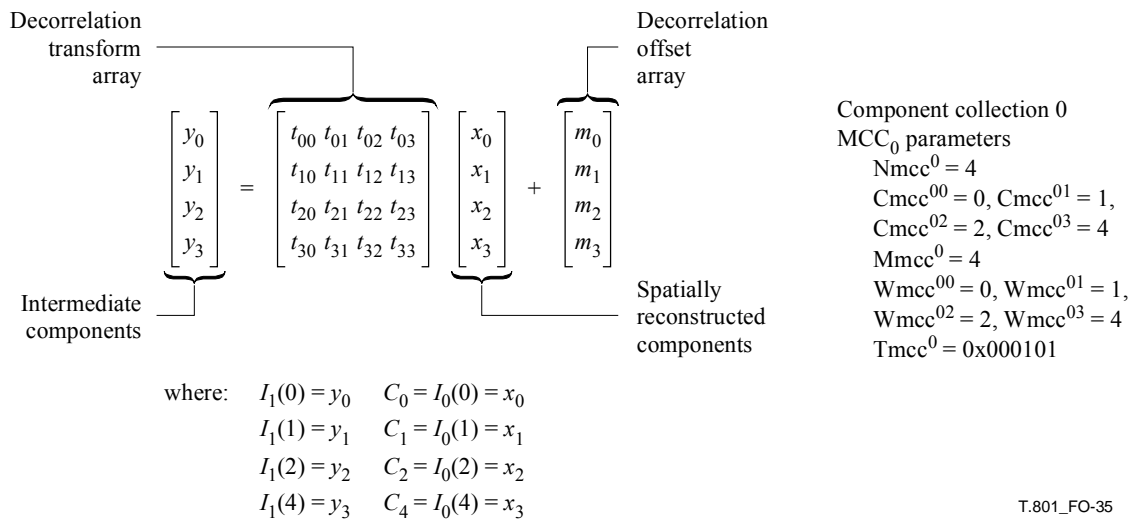 Decorrelation
transform
array
Decorrelation
offset
array
y₀
y₁
y₂
y₃
=
t₀₀ t₀₁ t₀₂ t₀₃
t₁₀ t₁₁ t₁₂ t₁₃
t₂₀ t₂₁ t₂₂ t₂₃
t₃₀ t₃₁ t₃₂ t₃₃
x₀
x₁
x₂
x₃
+
m₀
m₁
m₂
m₃
Intermediate
components
Spatially
reconstructed
components
Component collection 0
MCC₀ parameters
Nmcc⁰ = 4
Cmcc⁰⁰ = 0, Cmcc⁰¹ = 1,
Cmcc⁰² = 2, Cmcc⁰³ = 4
Mmcc⁰ = 4
Wmcc⁰⁰ = 0, Wmcc⁰¹ = 1,
Wmcc⁰² = 2, Wmcc⁰³ = 4
Tmcc⁰ = 0x000101
where: I₁(0) = y₀ C₀ = I₀(0) = x₀
I₁(1) = y₁ C₁ = I₀(1) = x₁
I₁(2) = y₂ C₂ = I₀(2) = x₂
I₁(4) = y₃ C₄ = I₀(4) = x₃
T.801_FO-35